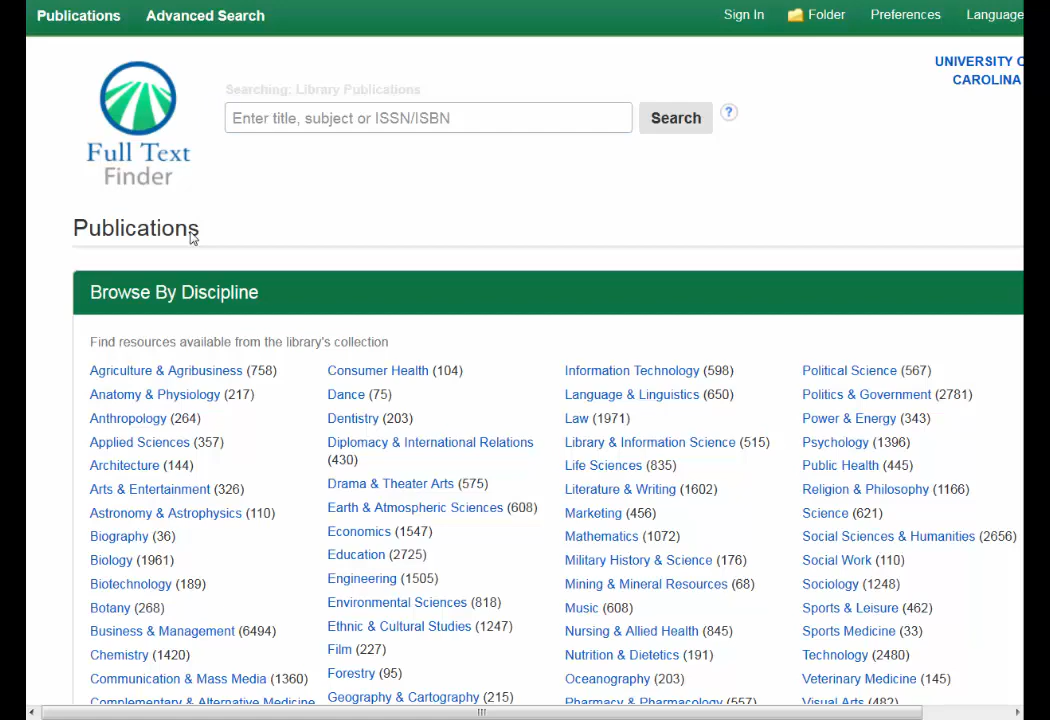 Publications Advanced Search Sign In Folder Preferences Language
UNIVERSITY O
CAROLINA
Searching: Library Publications
Enter title, subject or ISSN/ISBN Search ?
Full Text
Finder
Publications
Browse By Discipline
Find resources available from the library's collection
Agriculture & Agribusiness (758)
Anatomy & Physiology (217)
Anthropology (264)
Applied Sciences (357)
Architecture (144)
Arts & Entertainment (326)
Astronomy & Astrophysics (110)
Biography (36)
Biology (1961)
Biotechnology (189)
Botany (268)
Business & Management (6494)
Chemistry (1420)
Communication & Mass Media (1360)
Complementary & Alternative Medicine
Consumer Health (104)
Dance (75)
Dentistry (203)
Diplomacy & International Relations
(430)
Drama & Theater Arts (575)
Earth & Atmospheric Sciences (608)
Economics (1547)
Education (2725)
Engineering (1505)
Environmental Sciences (818)
Ethnic & Cultural Studies (1247)
Film (227)
Forestry (95)
Geography & Cartography (215)
Information Technology (598)
Language & Linguistics (650)
Law (1971)
Library & Information Science (515)
Life Sciences (835)
Literature & Writing (1602)
Marketing (456)
Mathematics (1072)
Military History & Science (176)
Mining & Mineral Resources (68)
Music (608)
Nursing & Allied Health (845)
Nutrition & Dietetics (191)
Oceanography (203)
Pharmacy & Pharmacology (557)
Political Science (567)
Politics & Government (2781)
Power & Energy (343)
Psychology (1396)
Public Health (445)
Religion & Philosophy (1166)
Science (621)
Social Sciences & Humanities (2656)
Social Work (110)
Sociology (1248)
Sports & Leisure (462)
Sports Medicine (33)
Technology (2480)
Veterinary Medicine (145)
Visual Arts (482)